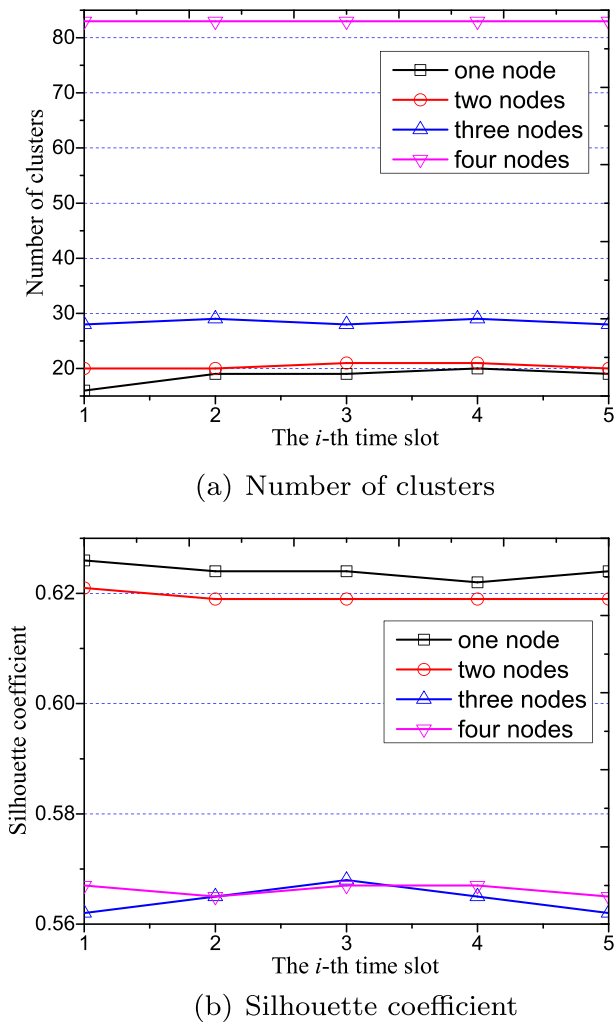 80
70
60
50
40
30
20
Number of clusters
one node
two nodes
three nodes
four nodes
1 2 3 4 5
The i-th time slot
(a) Number of clusters
0.62
0.60
0.58
0.56
Silhouette coefficient
one node
two nodes
three nodes
four nodes
1 2 3 4 5
The i-th time slot
(b) Silhouette coefficient